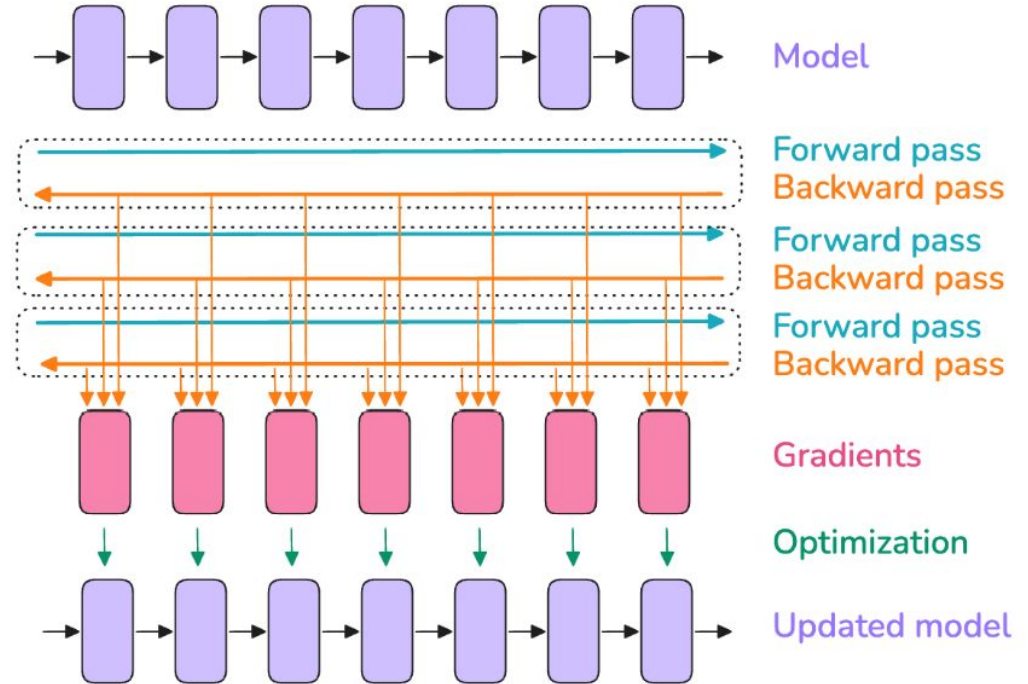 Model
Forward pass
Backward pass
Forward pass
Backward pass
Forward pass
Backward pass
Gradients
Optimization
Updated model